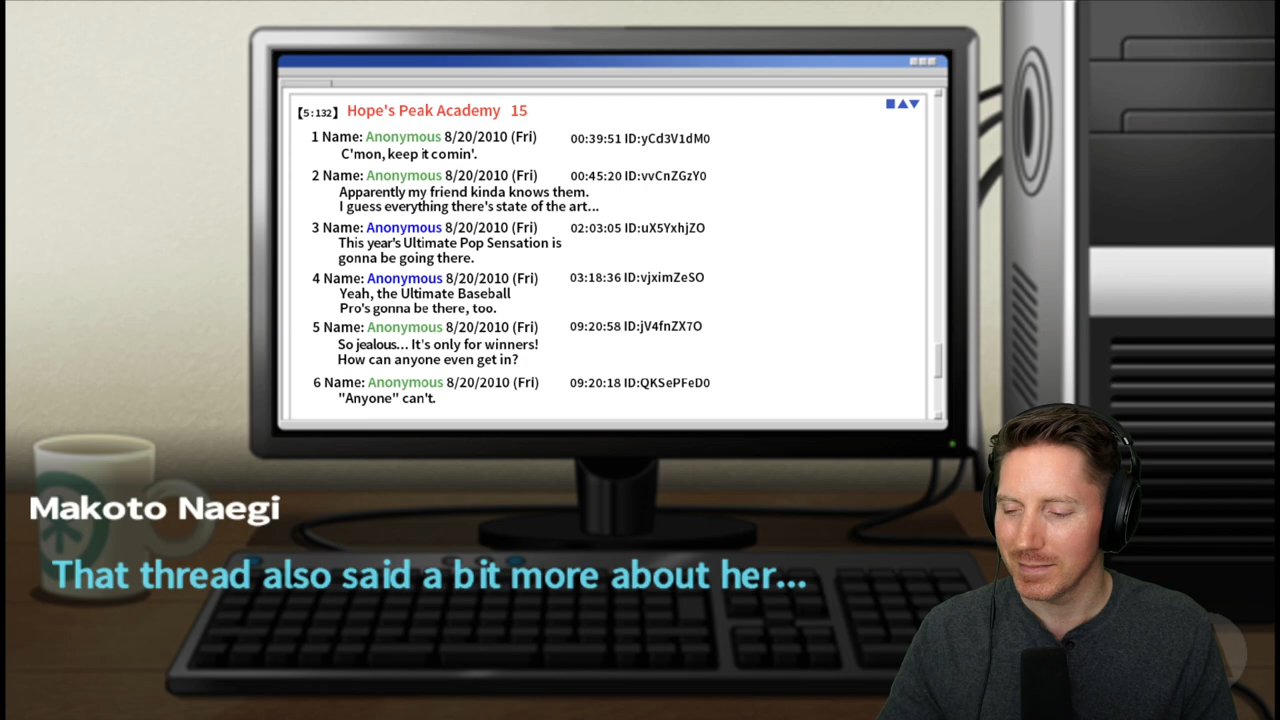 【5:132】 Hope's Peak Academy 15
1 Name: Anonymous 8/20/2010 (Fri) 00:39:51 ID:yCd3V1dM0
C'mon, keep it comin'.
2 Name: Anonymous 8/20/2010 (Fri) 00:45:20 ID:vvCnZGzY0
Apparently my friend kinda knows them.
I guess everything there's state of the art...
3 Name: Anonymous 8/20/2010 (Fri) 02:03:05 ID:uX5YxhjZO
This year's Ultimate Pop Sensation is
gonna be going there.
4 Name: Anonymous 8/20/2010 (Fri) 03:18:36 ID:vjximZeSO
Yeah, the Ultimate Baseball
Pro's gonna be there, too.
5 Name: Anonymous 8/20/2010 (Fri) 09:20:58 ID:jV4fnZX7O
So jealous... It's only for winners!
How can anyone even get in?
6 Name: Anonymous 8/20/2010 (Fri) 09:20:18 ID:QKSePFeD0
"Anyone" can't.
Makoto Naegi
That thread also said a bit more about her...